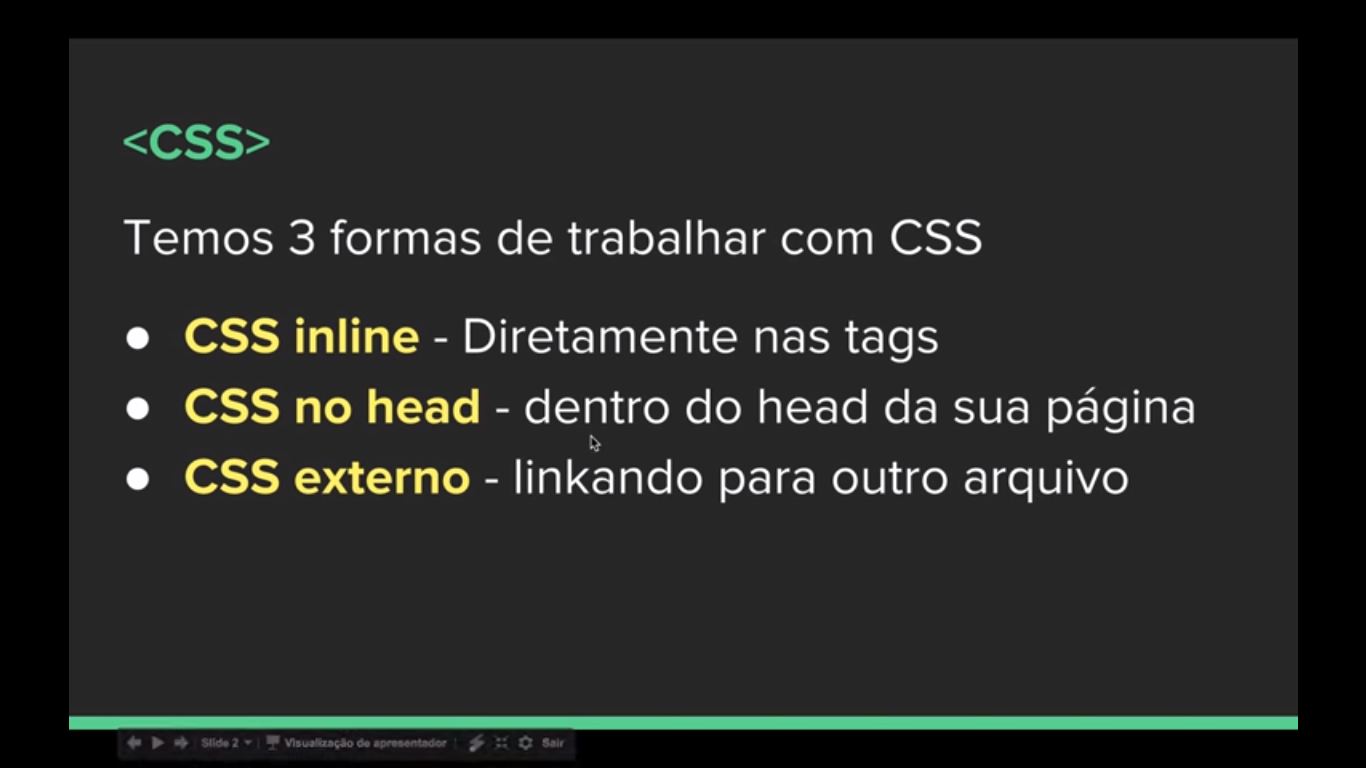 <CSS>
Temos 3 formas de trabalhar com CSS
● CSS inline - Diretamente nas tags
● CSS no head - dentro do head da sua página
● CSS externo - linkando para outro arquivo
Slide 2 Visualização do apresentador Sair